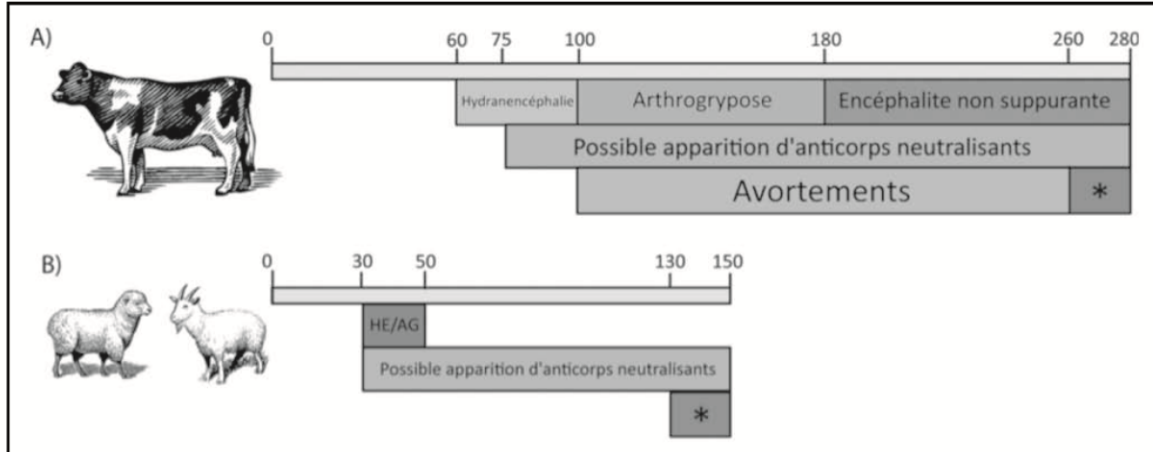 A)
0 60 75 100 180 260 280
Hydranencéphalie Arthrogrypose Encéphalite non suppurante
Possible apparition d'anticorps neutralisants
Avortements *
B)
0 30 50 130 150
HE/AG
Possible apparition d'anticorps neutralisants
*